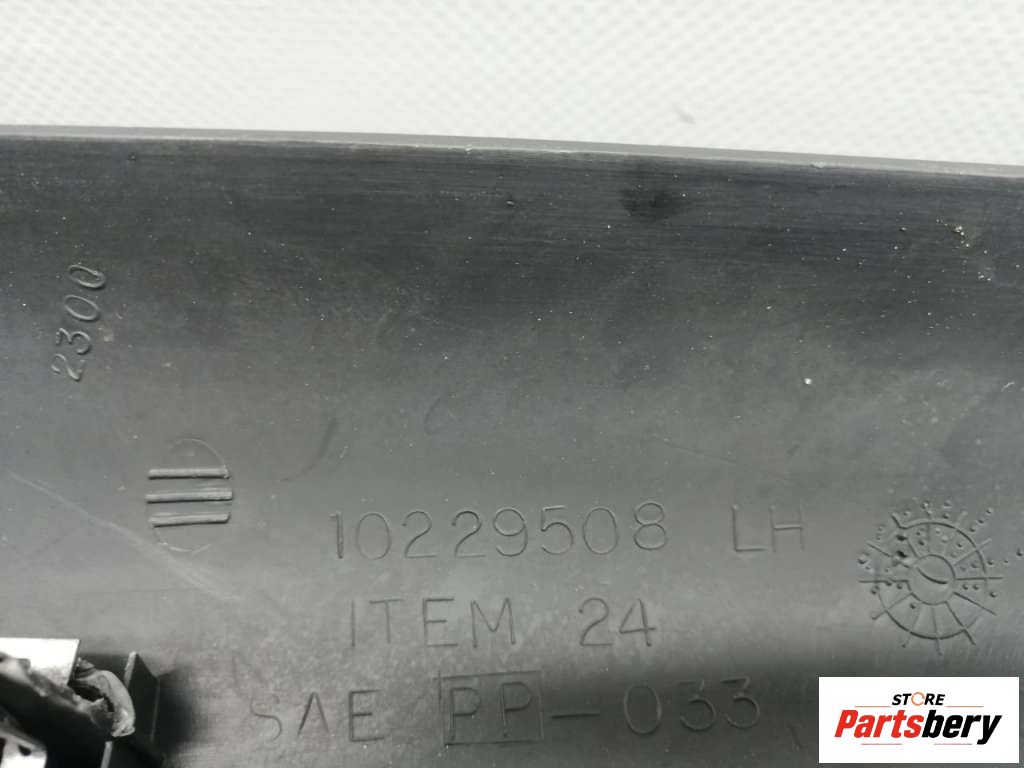 2300
10229508 LH
ITEM 24
SAE PP-033
STORE
Partsbery